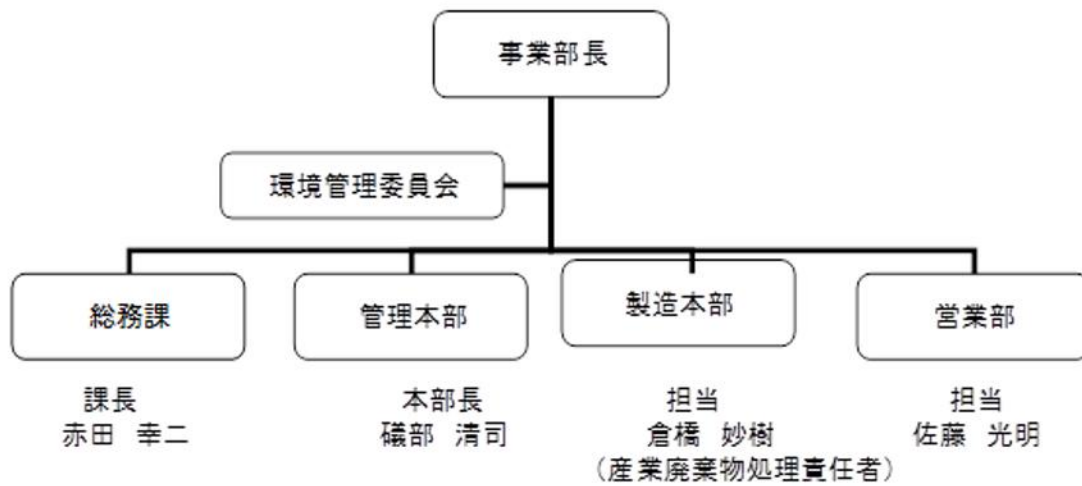 事業部長
環境管理委員会
総務課
管理本部
製造本部
営業部
課長
赤田 幸二
本部長
礒部 清司
担当
倉橋 妙樹
（産業廃棄物処理責任者）
担当
佐藤 光明